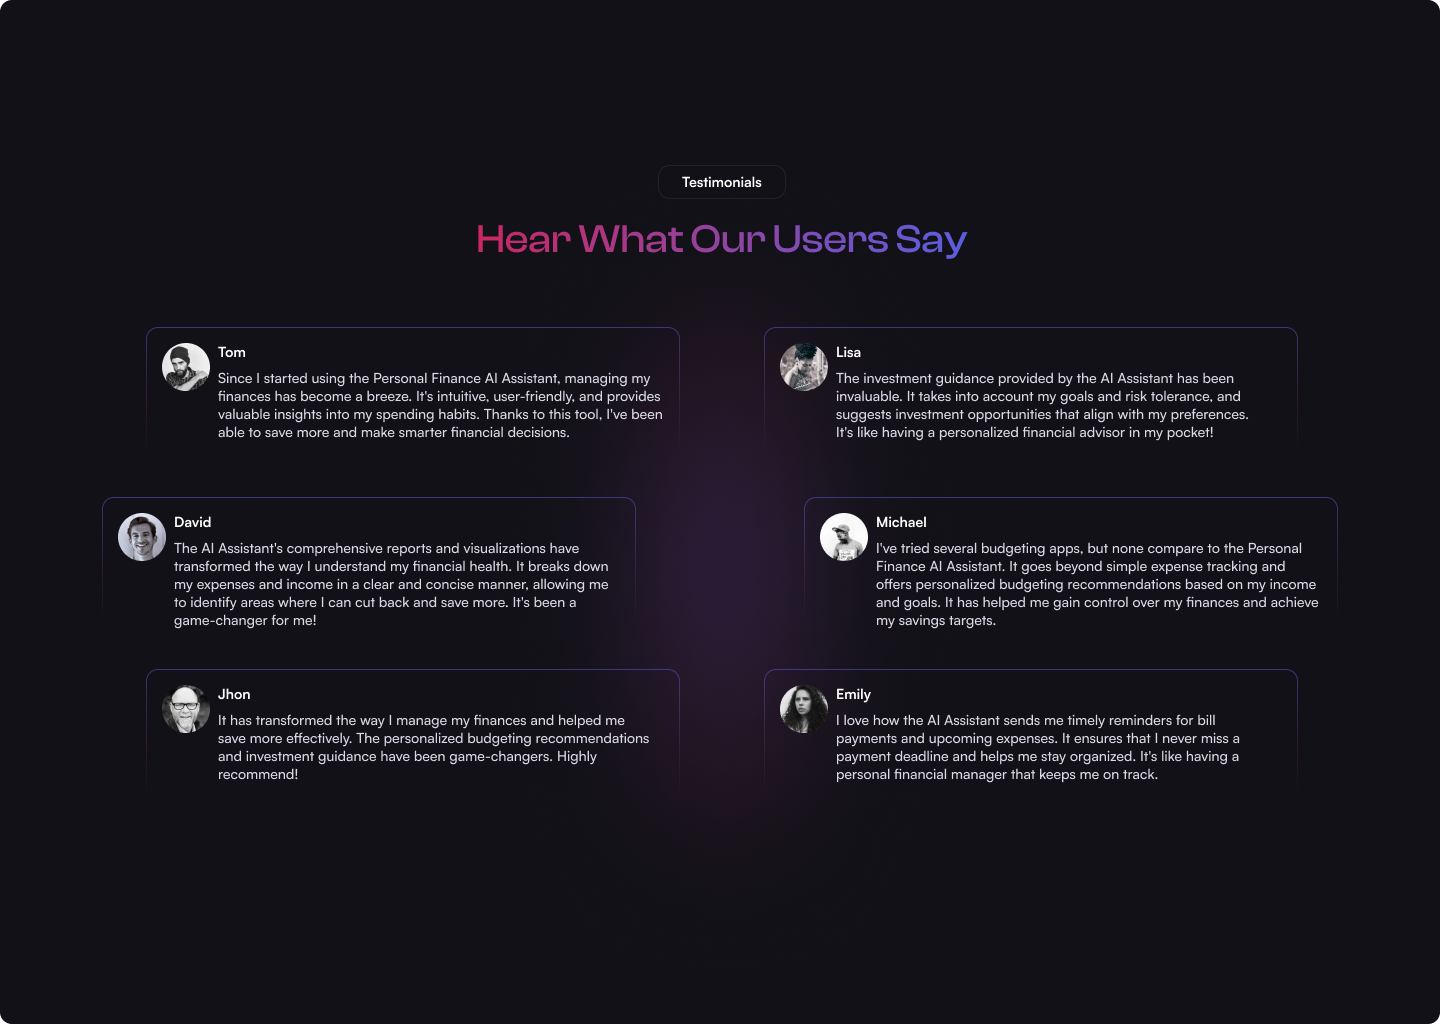 Testimonials
Hear What Our Users Say
Tom
Since I started using the Personal Finance AI Assistant, managing my
finances has become a breeze. It's intuitive, user-friendly, and provides
valuable insights into my spending habits. Thanks to this tool, I've been
able to save more and make smarter financial decisions.
Lisa
The investment guidance provided by the AI Assistant has been
invaluable. It takes into account my goals and risk tolerance, and
suggests investment opportunities that align with my preferences.
It's like having a personalized financial advisor in my pocket!
David
The AI Assistant's comprehensive reports and visualizations have
transformed the way I understand my financial health. It breaks down
my expenses and income in a clear and concise manner, allowing me
to identify areas where I can cut back and save more. It's been a
game-changer for me!
Michael
I've tried several budgeting apps, but none compare to the Personal
Finance AI Assistant. It goes beyond simple expense tracking and
offers personalized budgeting recommendations based on my income
and goals. It has helped me gain control over my finances and achieve
my savings targets.
Jhon
It has transformed the way I manage my finances and helped me
save more effectively. The personalized budgeting recommendations
and investment guidance have been game-changers. Highly
recommend!
Emily
I love how the AI Assistant sends me timely reminders for bill
payments and upcoming expenses. It ensures that I never miss a
payment deadline and helps me stay organized. It's like having a
personal financial manager that keeps me on track.